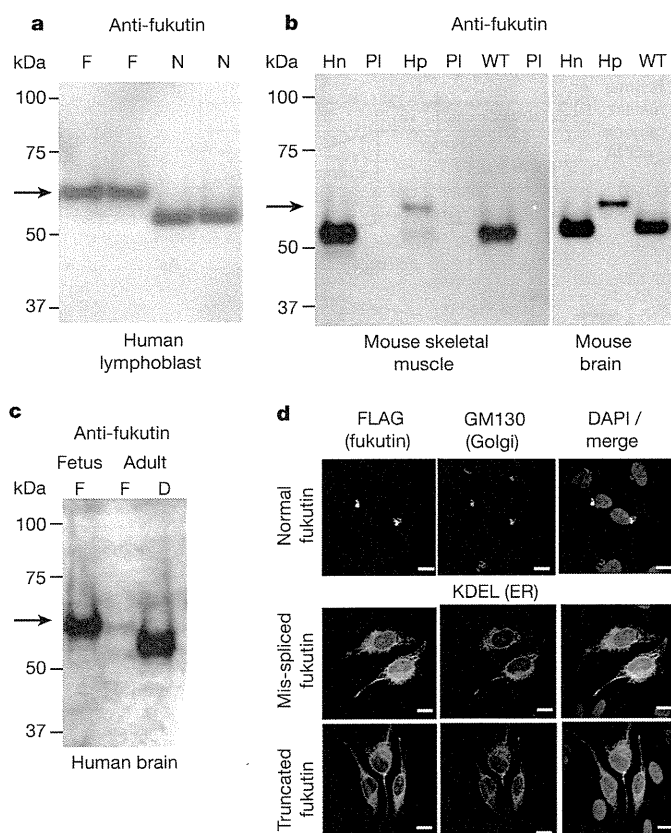 a
Anti-fukutin
kDa F F N N
100
75
50
37
Human
lymphoblast
b
Anti-fukutin
Hn PI Hp PI WT PI Hn Hp WT
kDa
100
75
50
37
Mouse skeletal
muscle
Mouse
brain
c
Anti-fukutin
Fetus Adult
kDa F F D
100
75
50
37
Human brain
d
FLAG
(fukutin)
GM130
(Golgi)
DAPI /
merge
Normal
fukutin
KDEL (ER)
Mis-spliced
fukutin
Truncated
fukutin